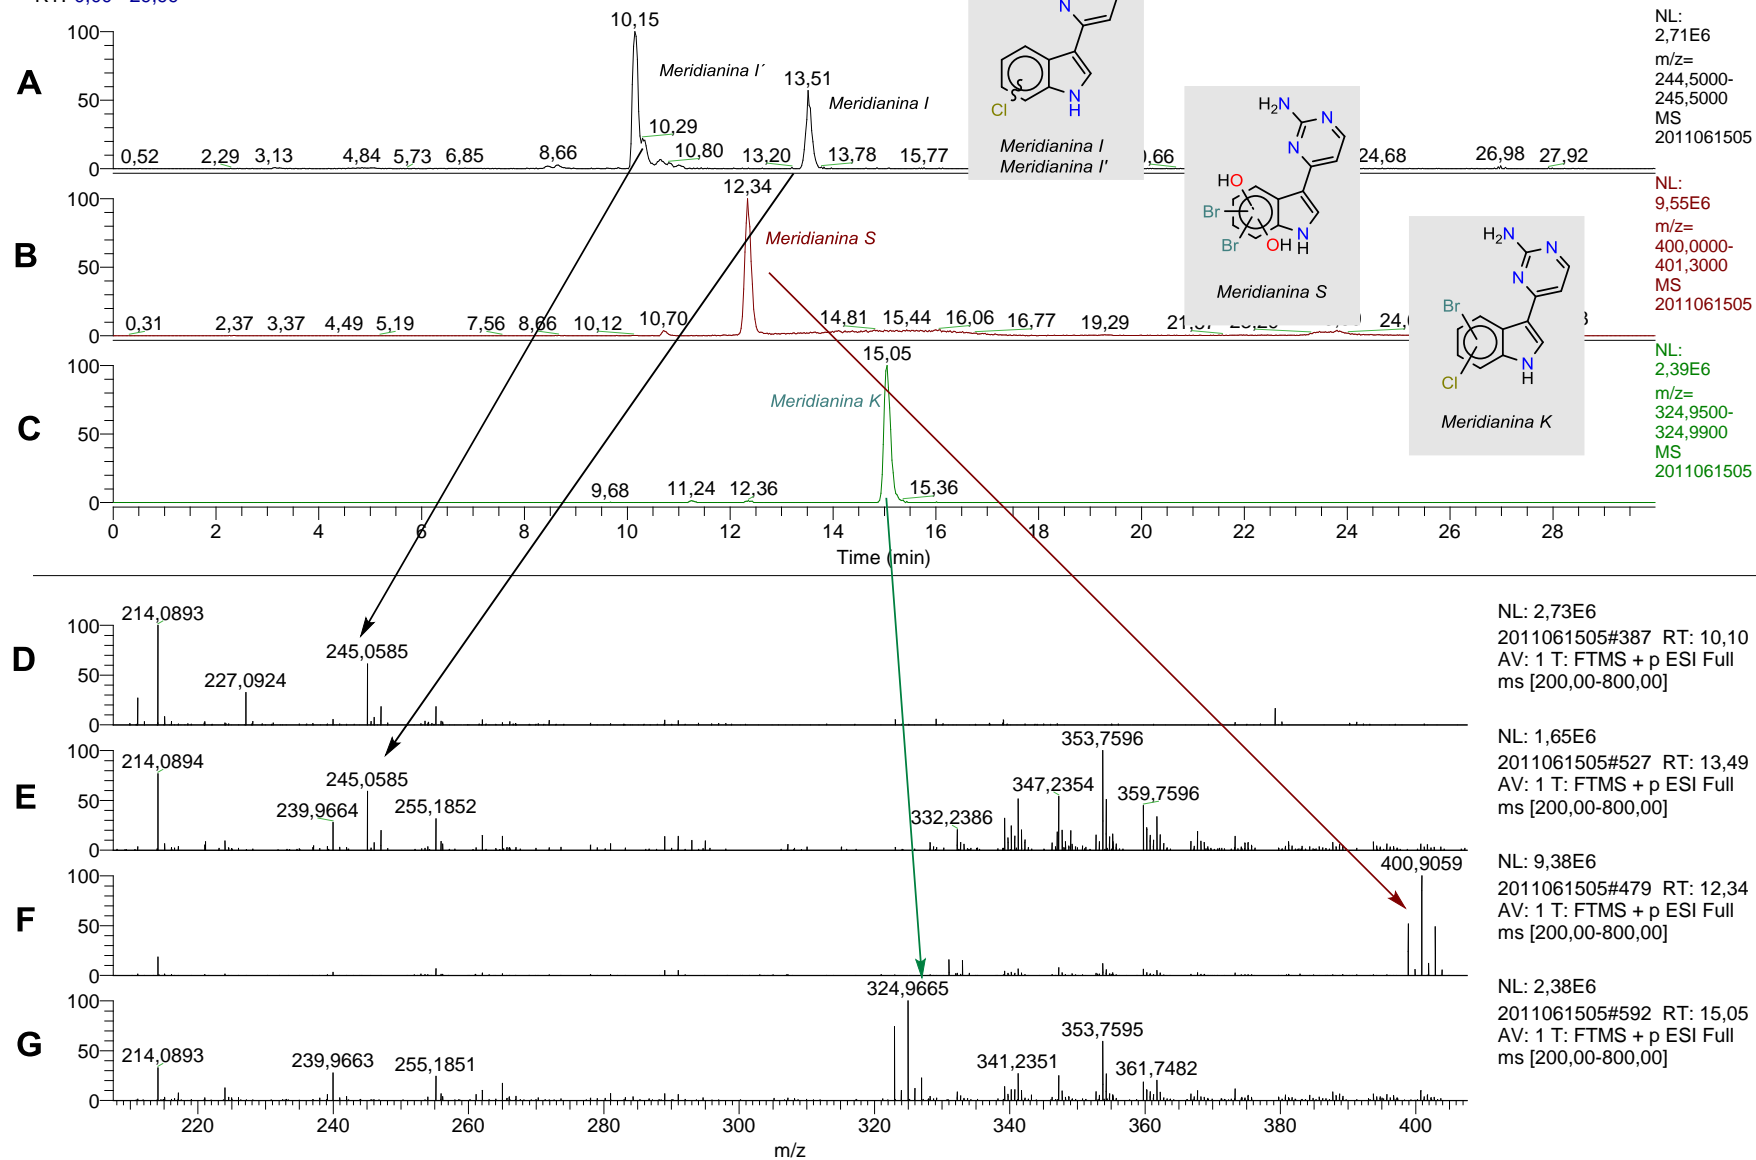 10,15
NL:
2,71E6
m/z=
244,5000-
245,5000
MS
2011061505
A
100
50
0
Meridianina I´
13,51
Meridianina I
10,29
10,80
0,52
2,29
3,13
4,84
5,73
6,85
8,66
13,20
13,78
15,77
24,68
26,98
27,92
N
Cl
N
H
Meridianina I
Meridianina I'
B
100
50
0
12,34
Meridianina S
0,31
2,37
3,37
4,49
5,19
7,56
8,66
10,12
10,70
14,81
15,44
16,06
16,77
19,29
NL:
9,55E6
m/z=
400,0000-
401,3000
MS
2011061505
H2N
N
N
HO
Br
Br
OH
N
H
Meridianina S
C
100
50
0
15,05
Meridianina K
9,68
11,24
12,36
15,36
NL:
2,39E6
m/z=
324,9500-
324,9900
MS
2011061505
H2N
N
N
Br
Cl
N
H
Meridianina K
0 2 4 6 8 10 12 14 16 18 20 22 24 26 28
Time (min)
D
100
50
0
214,0893
227,0924
245,0585
NL: 2,73E6
2011061505#387 RT: 10,10
AV: 1 T: FTMS + p ESI Full
ms [200,00-800,00]
E
100
50
0
214,0894
239,9664
245,0585
255,1852
332,2386
347,2354
353,7596
359,7596
NL: 1,65E6
2011061505#527 RT: 13,49
AV: 1 T: FTMS + p ESI Full
ms [200,00-800,00]
F
100
50
0
400,9059
NL: 9,38E6
2011061505#479 RT: 12,34
AV: 1 T: FTMS + p ESI Full
ms [200,00-800,00]
G
100
50
0
214,0893
239,9663
255,1851
324,9665
341,2351
353,7595
361,7482
NL: 2,38E6
2011061505#592 RT: 15,05
AV: 1 T: FTMS + p ESI Full
ms [200,00-800,00]
220 240 260 280 300 320 340 360 380 400
m/z